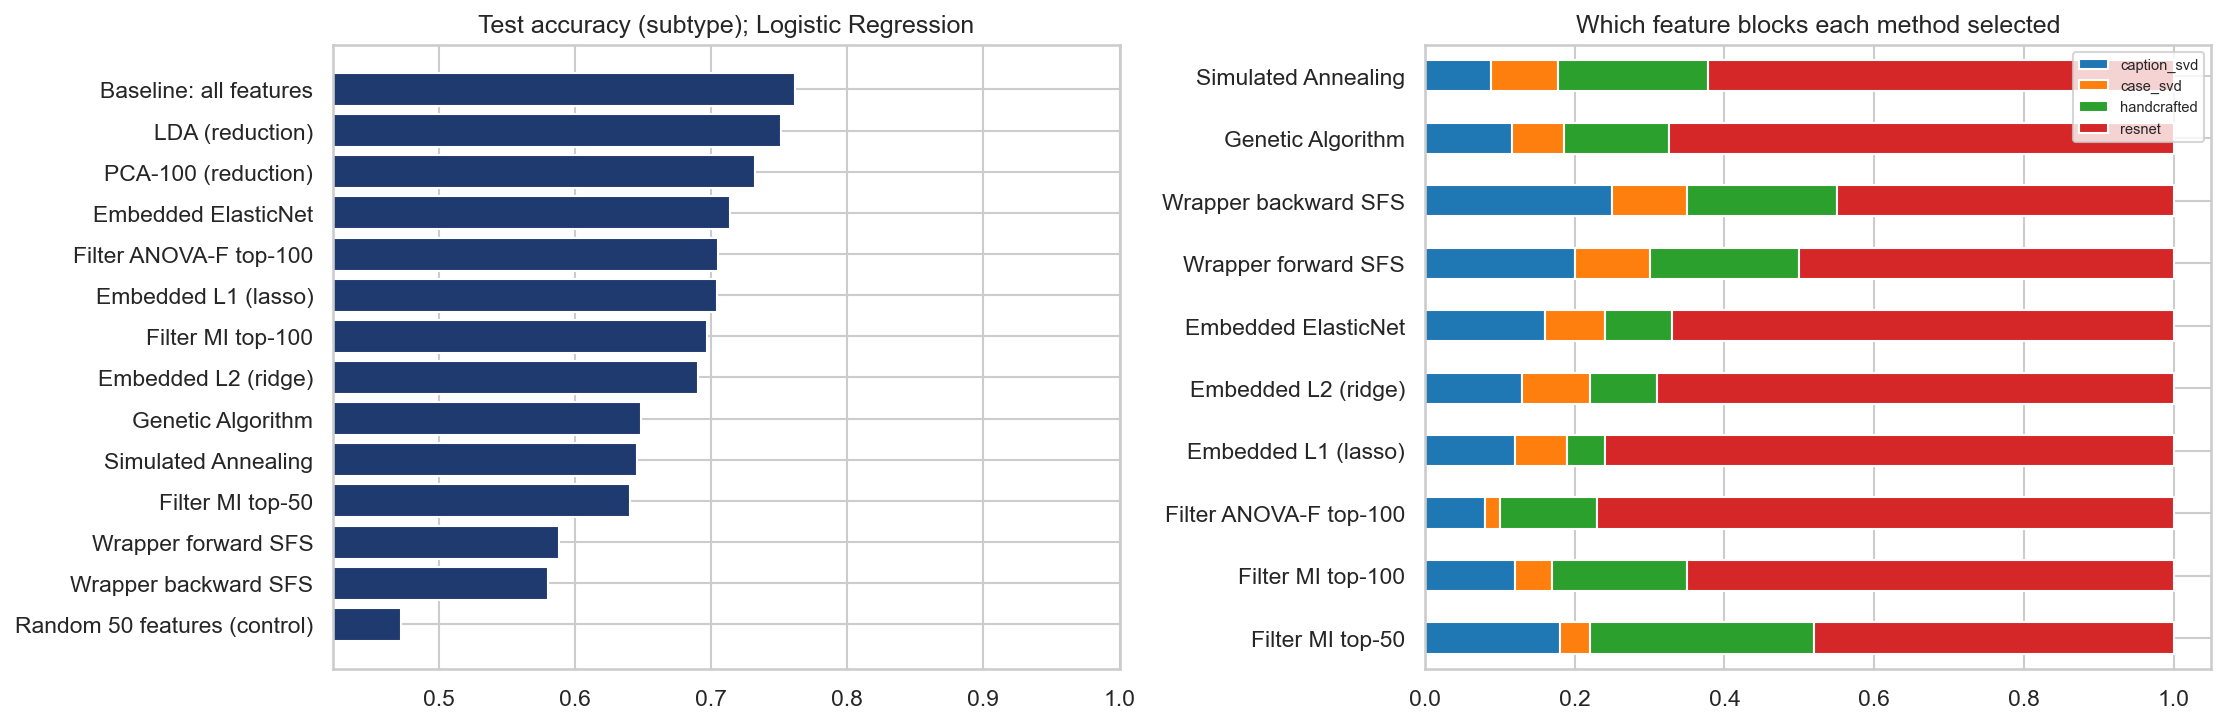 Test accuracy (subtype); Logistic Regression
Baseline: all features
LDA (reduction)
PCA-100 (reduction)
Embedded ElasticNet
Filter ANOVA-F top-100
Embedded L1 (lasso)
Filter MI top-100
Embedded L2 (ridge)
Genetic Algorithm
Simulated Annealing
Filter MI top-50
Wrapper forward SFS
Wrapper backward SFS
Random 50 features (control)
0.5 0.6 0.7 0.8 0.9 1.0
Which feature blocks each method selected
caption_svd
case_svd
handcrafted
resnet
Simulated Annealing
Genetic Algorithm
Wrapper backward SFS
Wrapper forward SFS
Embedded ElasticNet
Embedded L2 (ridge)
Embedded L1 (lasso)
Filter ANOVA-F top-100
Filter MI top-100
Filter MI top-50
0.0 0.2 0.4 0.6 0.8 1.0